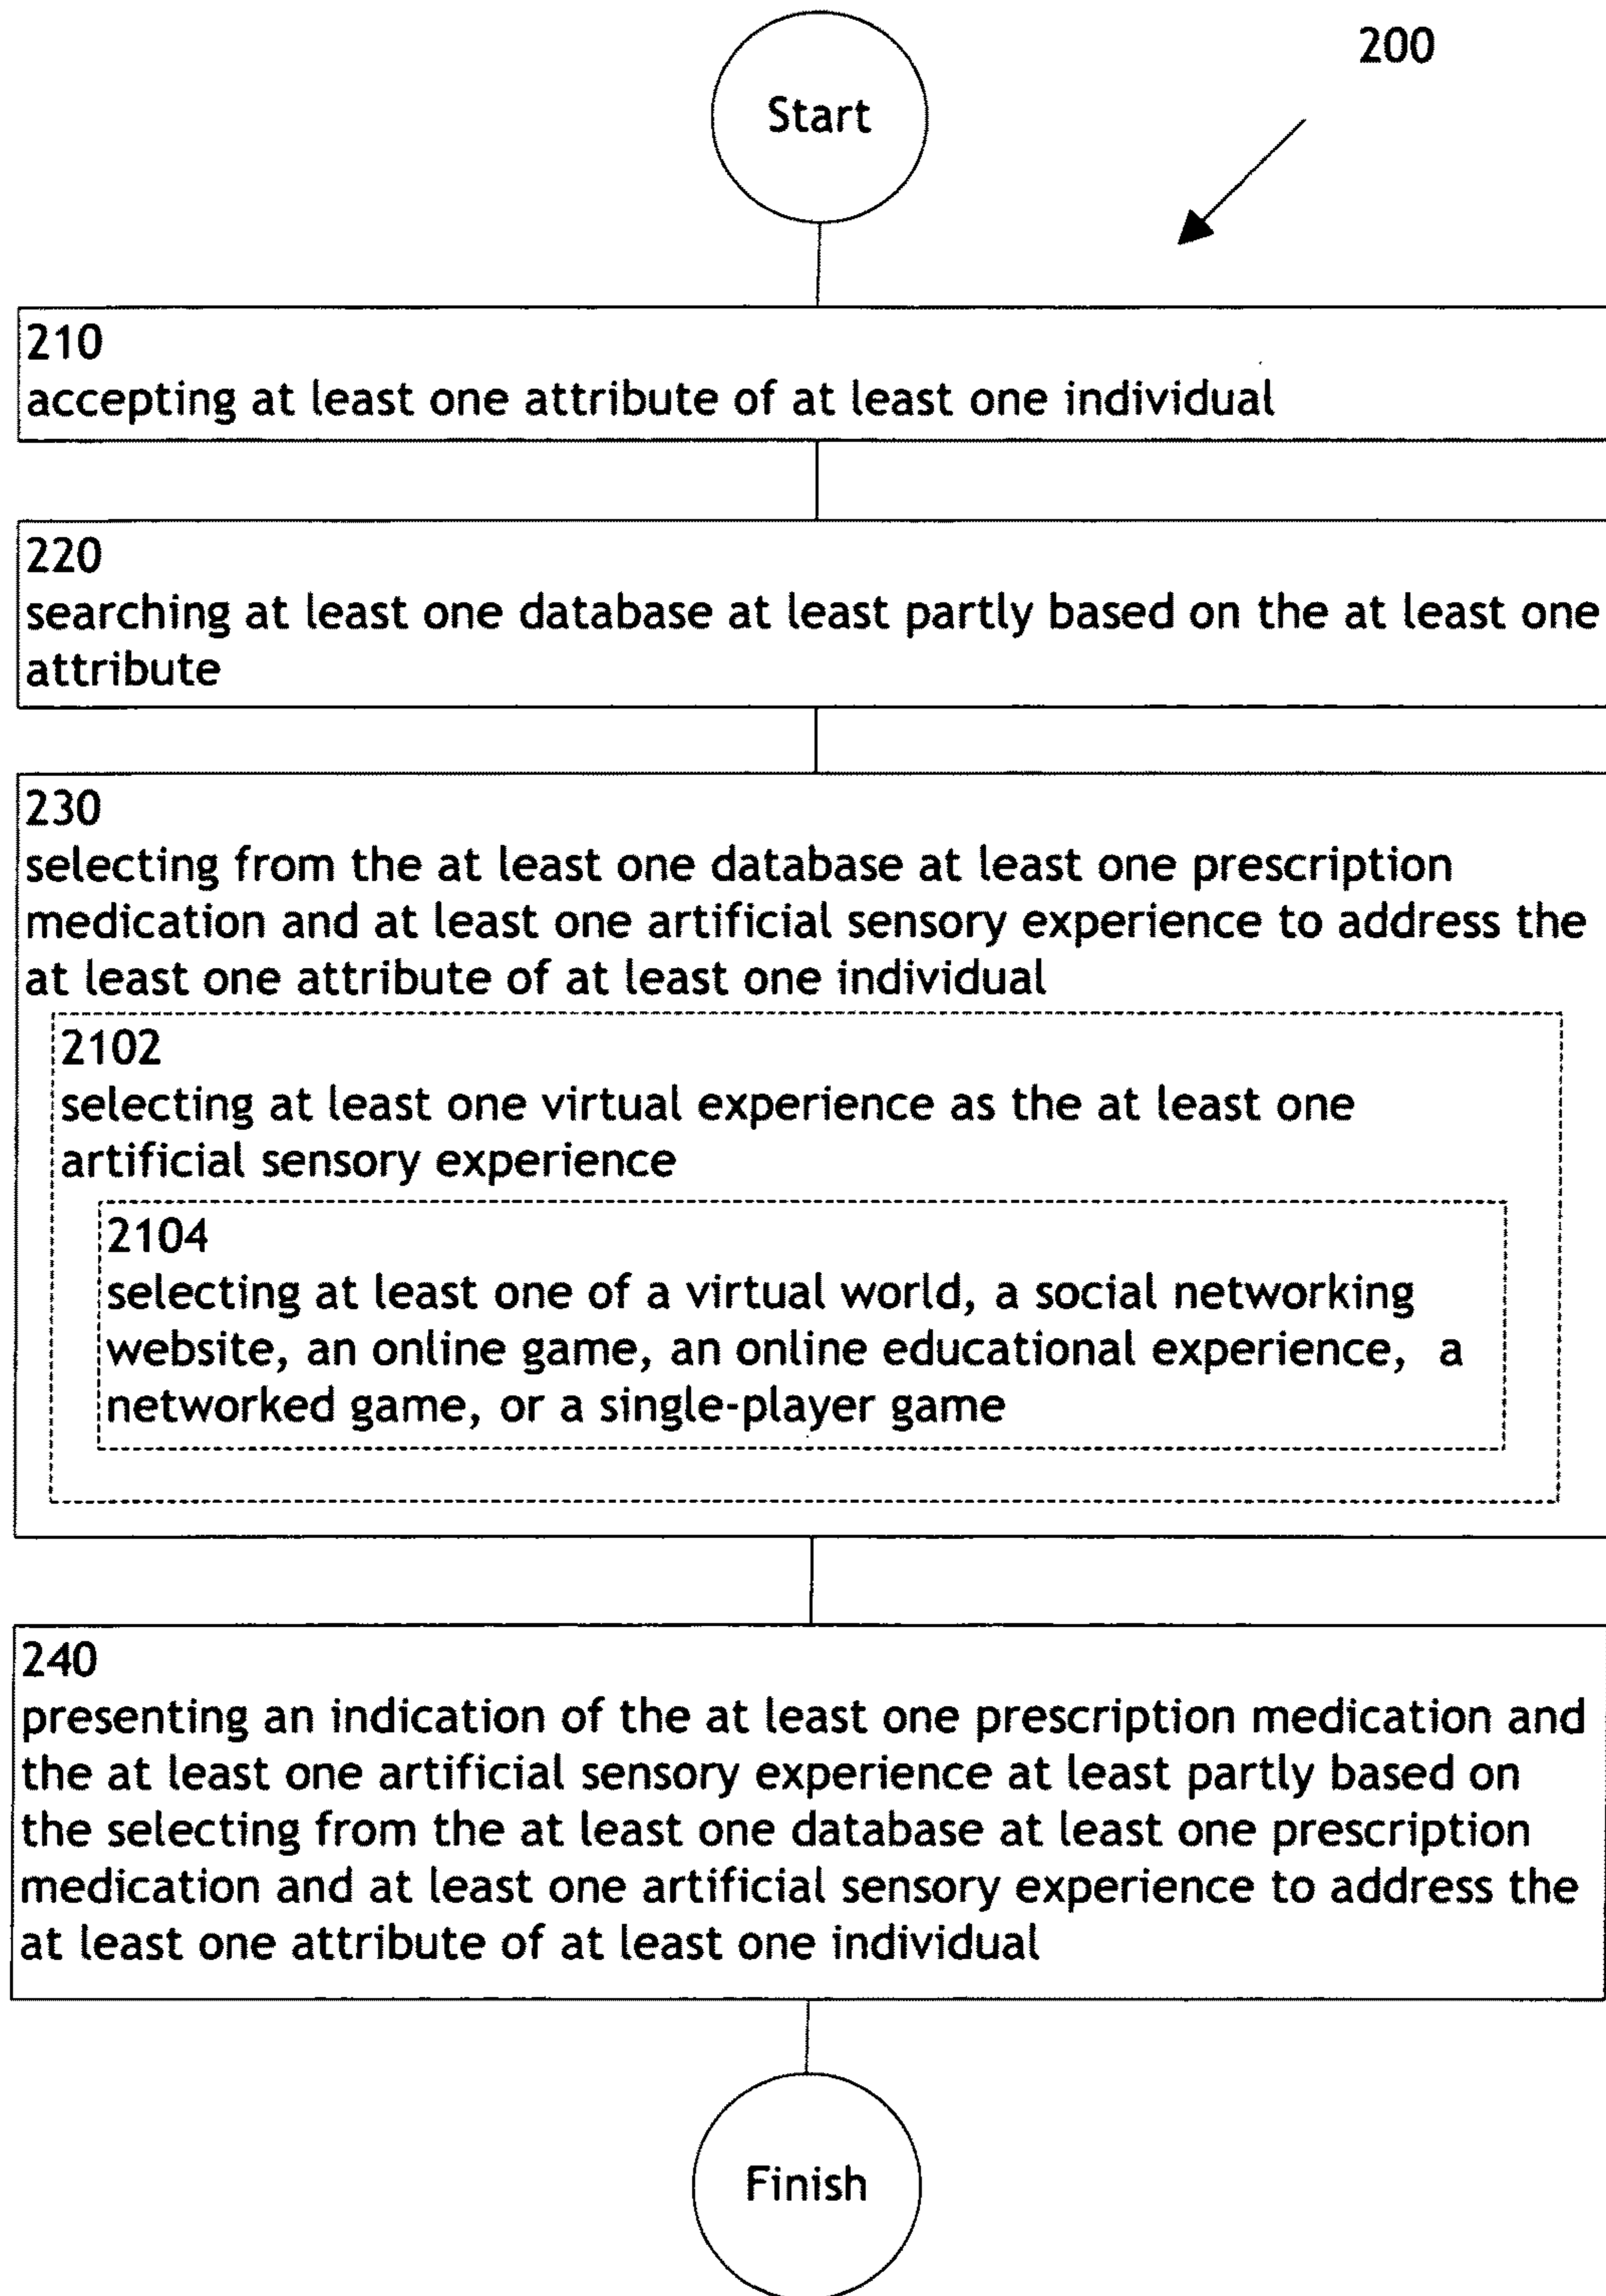 Start
200
210
accepting at least one attribute of at least one individual
220
searching at least one database at least partly based on the at least one
attribute
230
selecting from the at least one database at least one prescription
medication and at least one artificial sensory experience to address the
at least one attribute of at least one individual
2102
selecting at least one virtual experience as the at least one
artificial sensory experience
2104
selecting at least one of a virtual world, a social networking
website, an online game, an online educational experience,  a
networked game, or a single-player game
240
presenting an indication of the at least one prescription medication and
the at least one artificial sensory experience at least partly based on
the selecting from the at least one database at least one prescription
medication and at least one artificial sensory experience to address the
at least one attribute of at least one individual
Finish